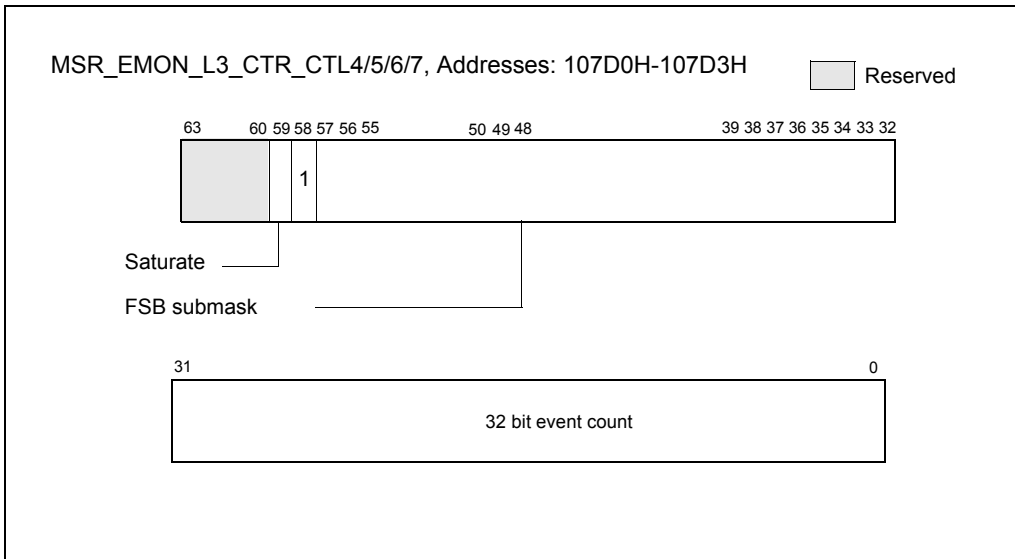 MSR_EMON_L3_CTR_CTL4/5/6/7, Addresses: 107D0H-107D3H
Reserved
63 60 59 58 57 56 55 50 49 48 39 38 37 36 35 34 33 32
1
Saturate
FSB submask
31 0
32 bit event count